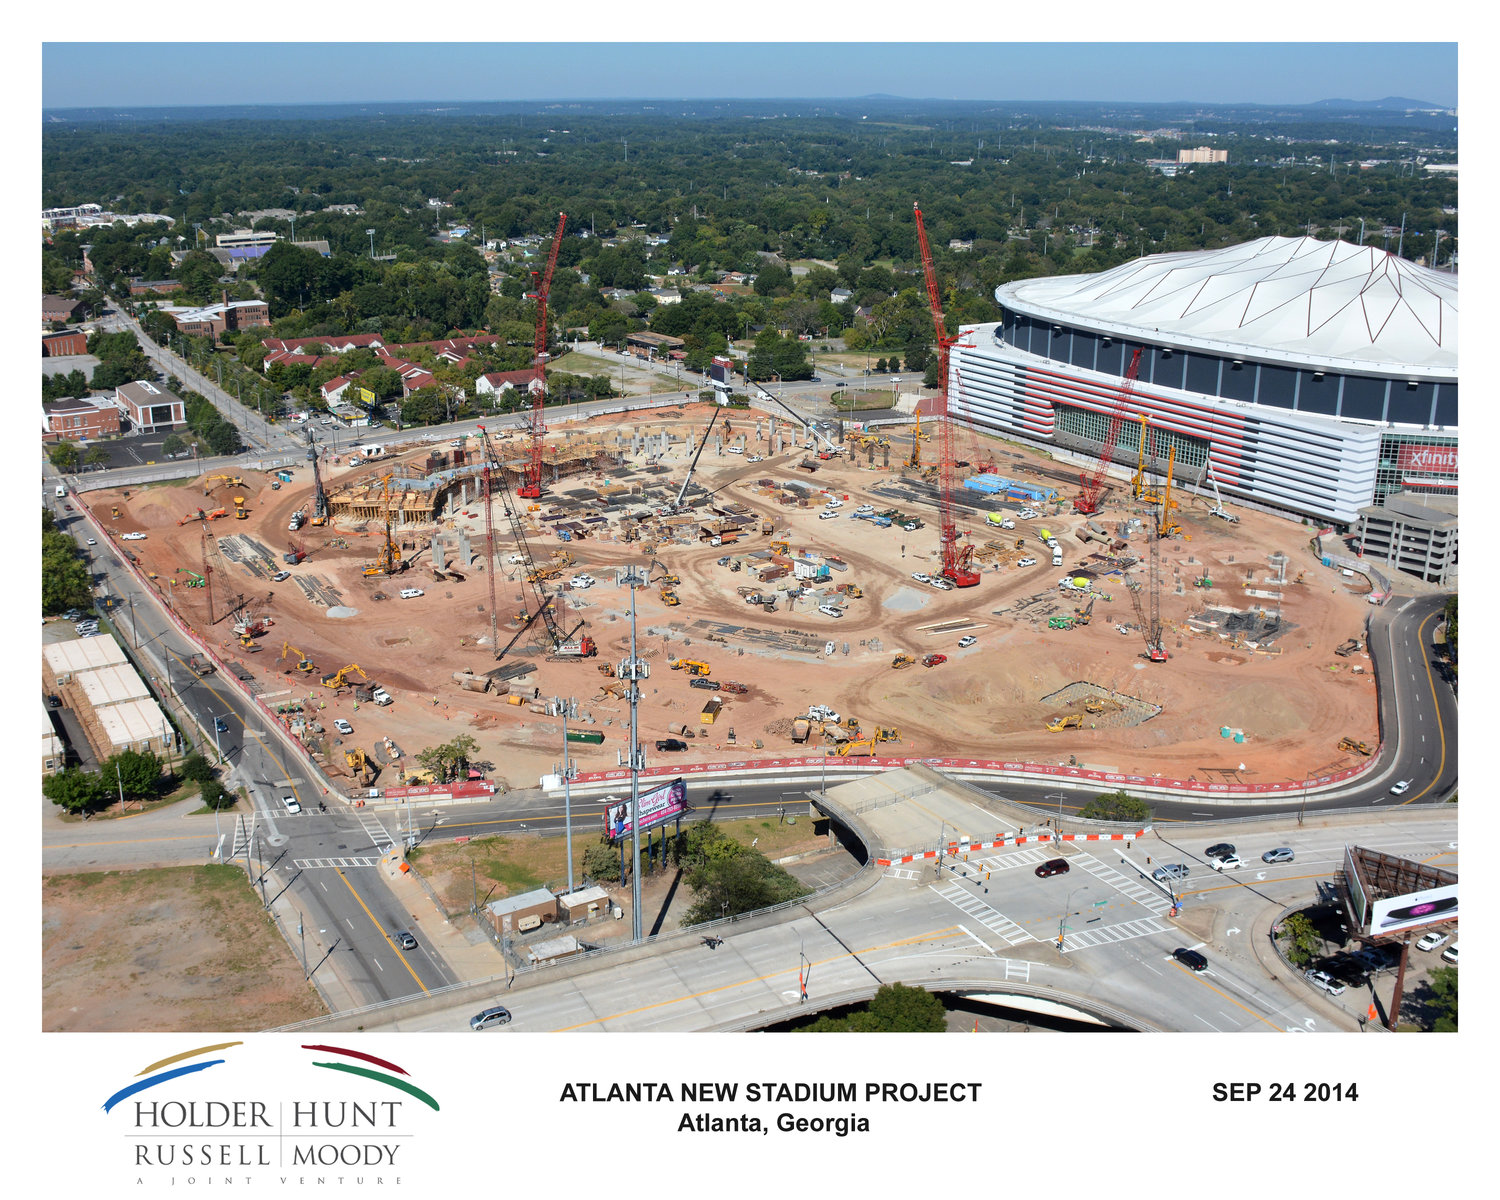 xfinity
HOLDER HUNT
RUSSELL MOODY
A JOINT VENTURE
ATLANTA NEW STADIUM PROJECT
Atlanta, Georgia
SEP 24 2014